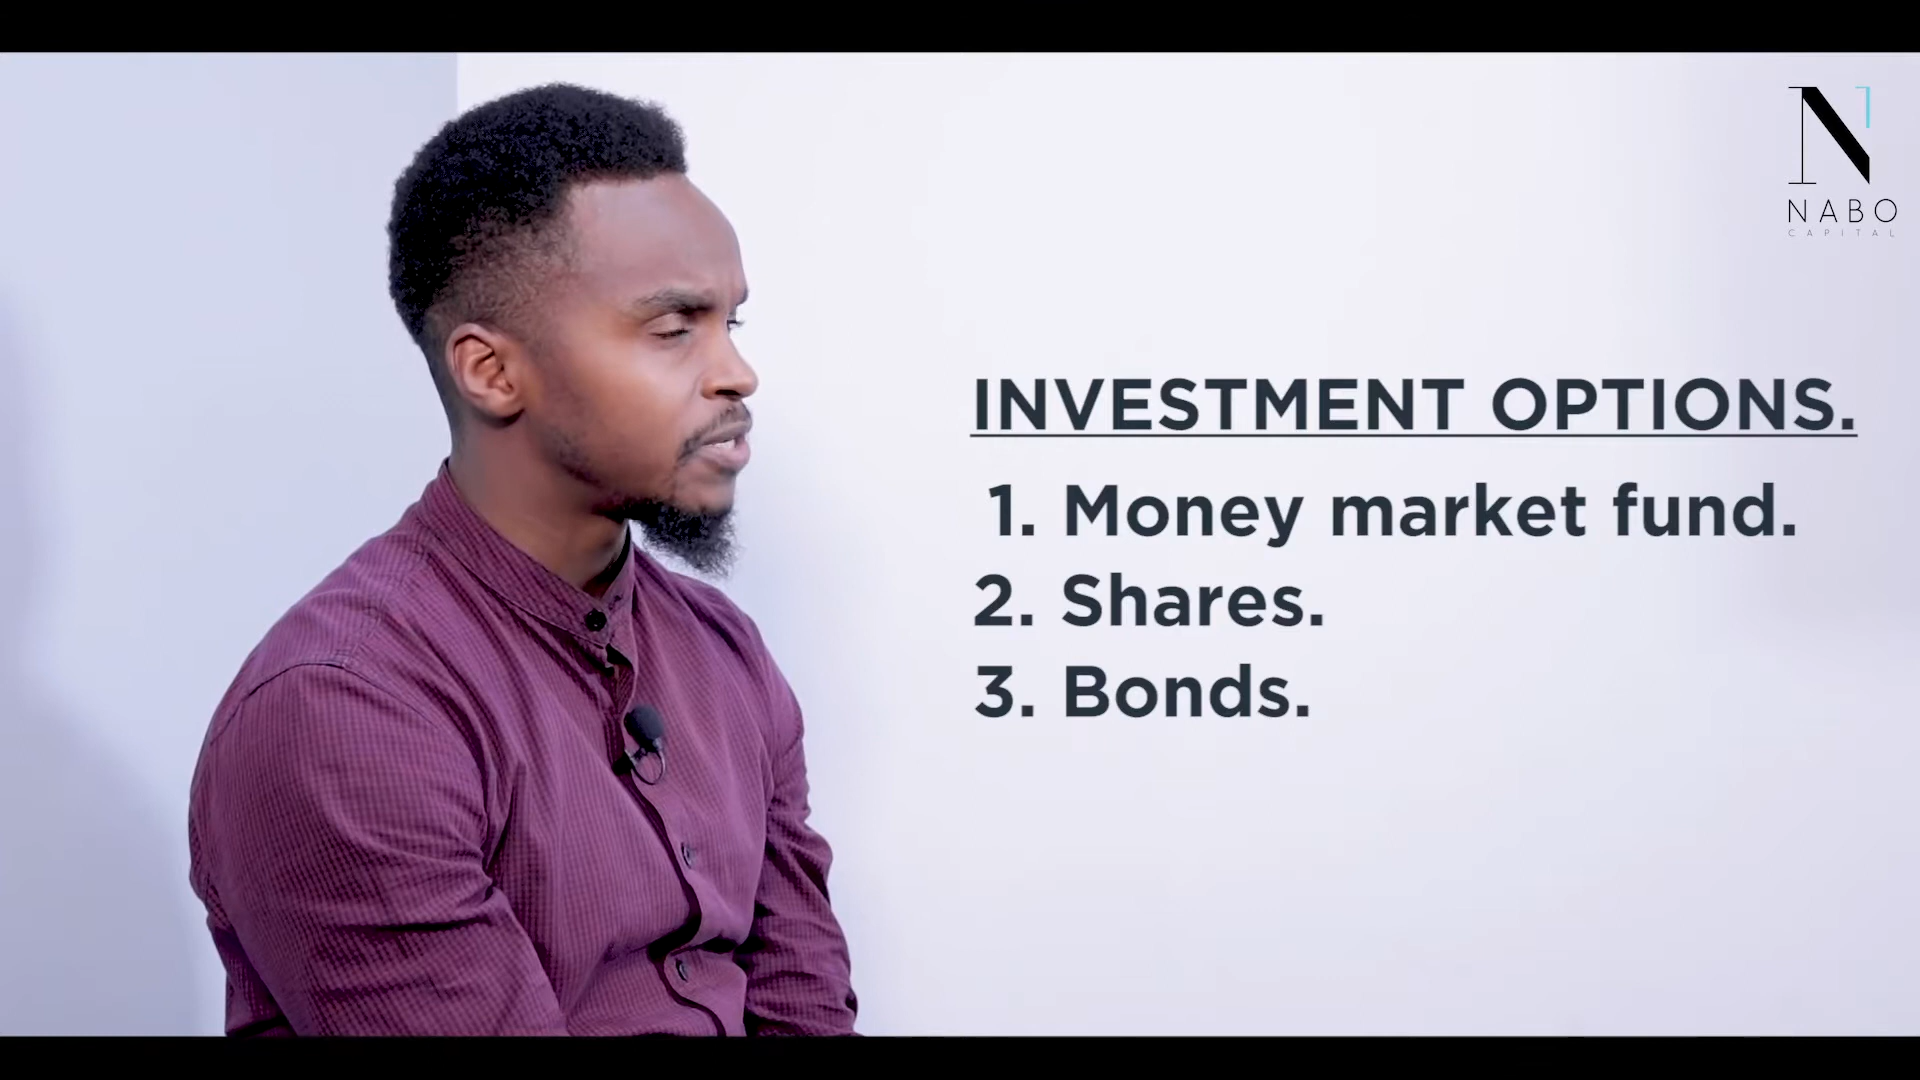 N
NABO
CAPITAL
INVESTMENT OPTIONS.
1. Money market fund.
2. Shares.
3. Bonds.